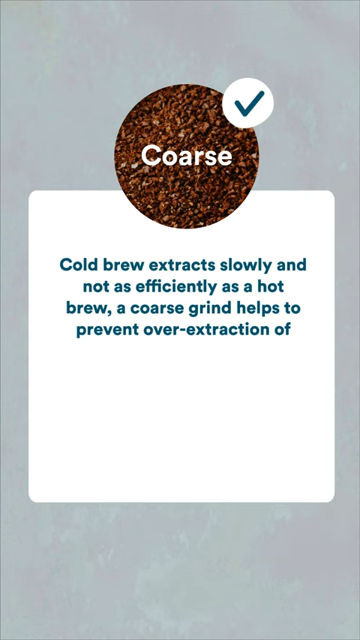 Coarse
Cold brew extracts slowly and
not as efficiently as a hot
brew, a coarse grind helps to
prevent over-extraction of